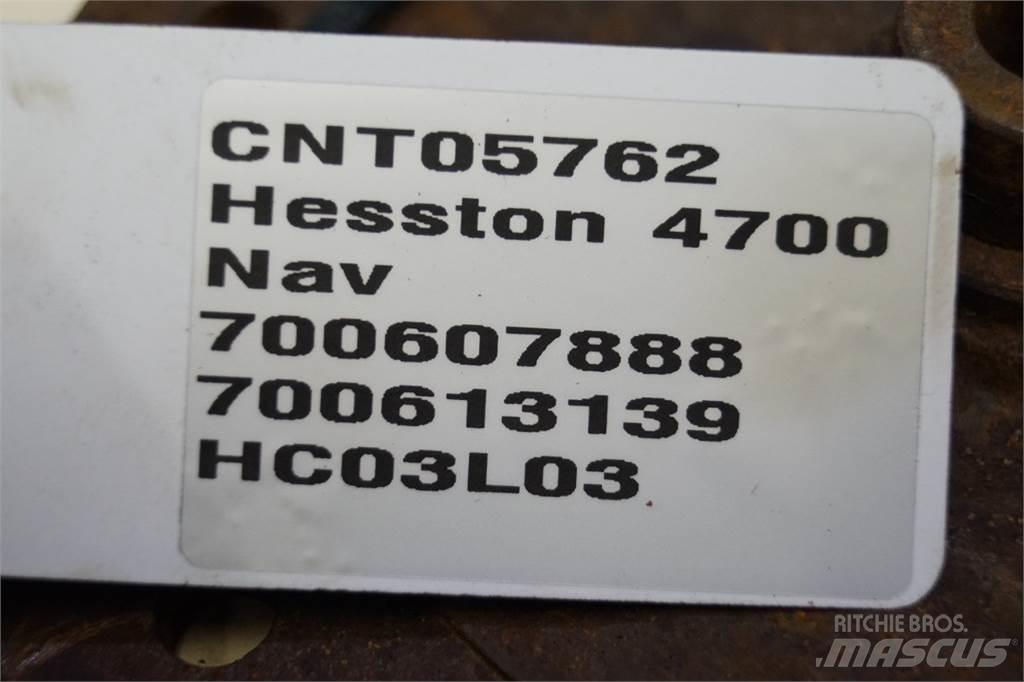 CNT05762
Hesston 4700
Nav
700607888
700613139
HC03L03
RITCHIE BROS.
MASCUS